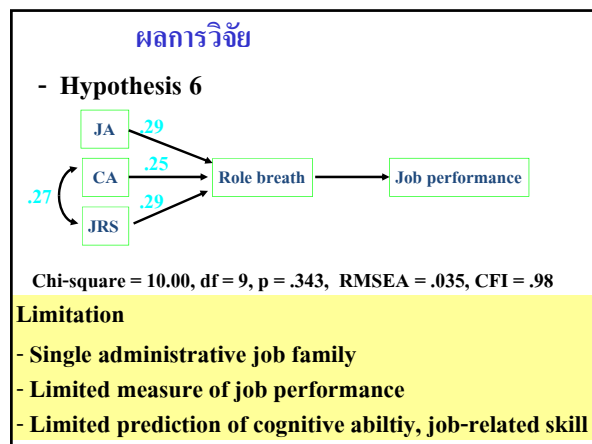 ผลการวิจัย
- Hypothesis 6
JA
.29
CA
.25
Role breath
Job performance
.27
.29
JRS
Chi-square = 10.00, df = 9, p = .343, RMSEA = .035, CFI = .98
Limitation
- Single administrative job family
- Limited measure of job performance
- Limited prediction of cognitive abiltiy, job-related skill